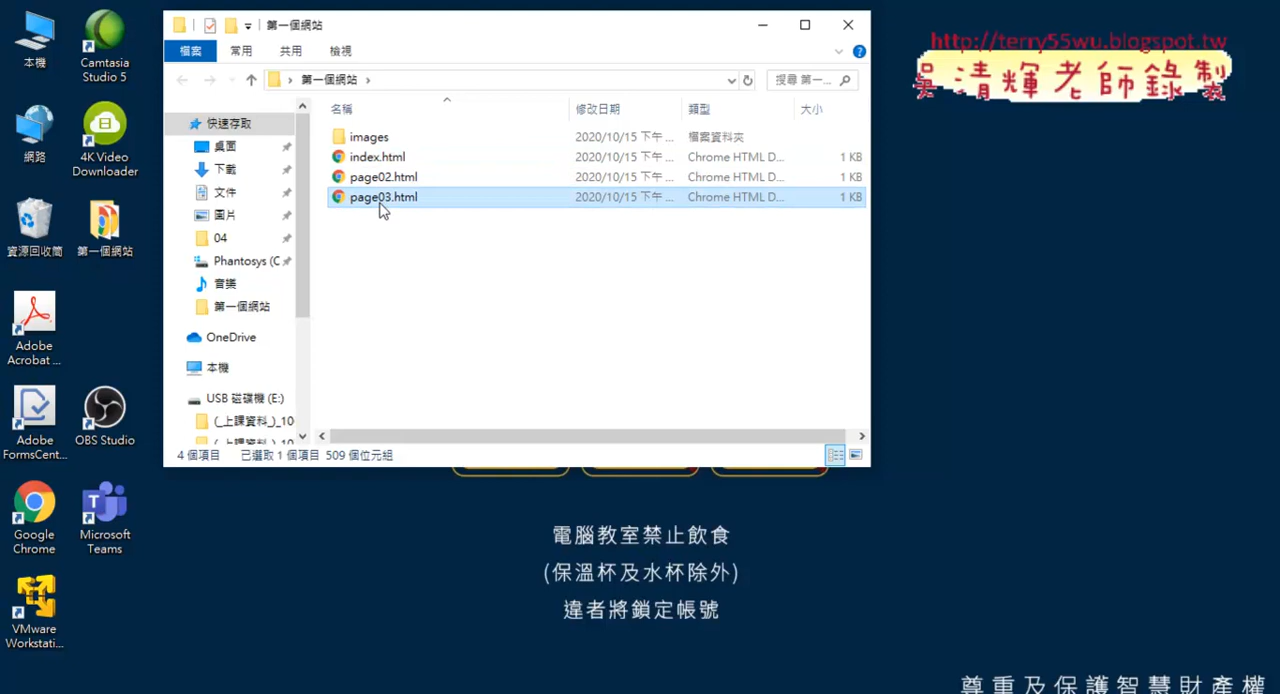 第一個網站
檔案 常用 共用 檢視
第一個網站
搜尋 第一...
名稱 修改日期 類型 大小
images 2020/10/15 下午 ... 檔案資料夾
index.html 2020/10/15 下午 ... Chrome HTML D... 1 KB
page02.html 2020/10/15 下午 ... Chrome HTML D... 1 KB
page03.html 2020/10/15 下午 ... Chrome HTML D... 1 KB
快速存取
桌面
下載
文件
圖片
04
Phantosys (C
音樂
第一個網站
OneDrive
本機
USB 磁碟機 (E:)
(_上課資料_)_10
4 個項目 已選取 1 個項目 509 個位元組
本機
Camtasia
Studio 5
網路
4K Video
Downloader
資源回收筒
第一個網站
Adobe
Acrobat ...
Adobe
FormsCent...
OBS Studio
Google
Chrome
Microsoft
Teams
VMware
Workstati...
http://terry55wu.blogspot.tw
吳清輝老師錄製
電腦教室禁止飲食
(保溫杯及水杯除外)
違者將鎖定帳號
尊重及保護智慧財產權